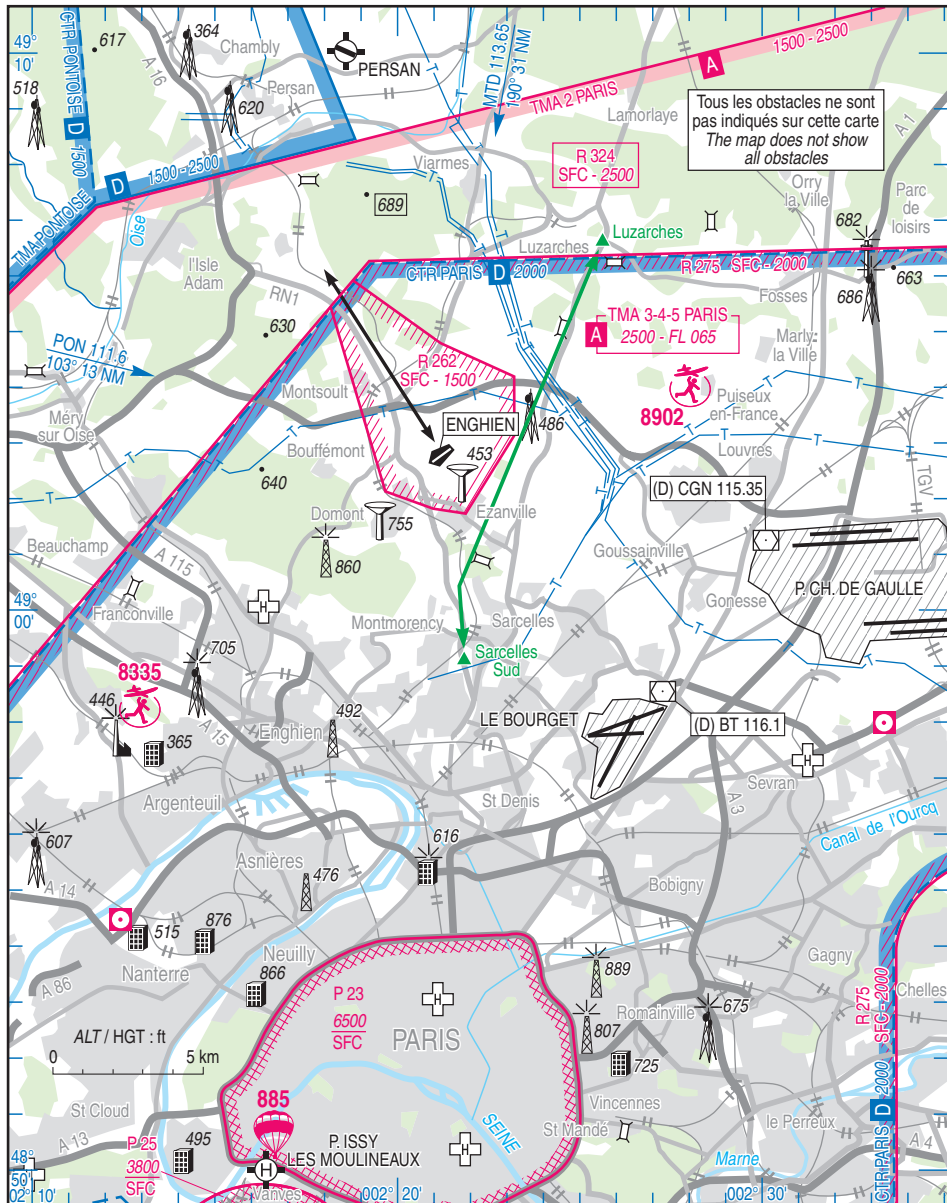 49°
10'
617
364
Chambly
A 16
PERSAN
MTD 113.65
190° 31 NM
1500-2500
A
TMA 2 PARIS
518
CTR PONTOISE
D
1500
Persan
620
Lamorlaye
Tous les obstacles ne sont
pas indiqués sur cette carte
The map does not show
all obstacles
A 1
Viarmes
R 324
SFC - 2500
D
1500 - 2500
Orry
la Ville
Parc
de
loisirs
689
TMA PONTOISE
Oise
682
Luzarches
Luzarches
l'Isle
Adam
RN1
CTR PARIS
D
2000
R 275 SFC - 2000
663
Fosses
686
630
TMA 3-4-5 PARIS
A
2500 - FL 065
Marly
la Ville
PON 111.6
103° 13 NM
R 262
SFC - 1500
8902
Puiseux
en-France
Montsoult
Méry
sur Oise
ENGHIEN
486
453
Bouffémont
Louvres
640
TGV
(D) CGN 115.35
Domont
755
Ezanville
860
Beauchamp
A 115
Goussainville
P. CH. DE GAULLE
Gonesse
49°
00'
Franconville
Montmorency
Sarcelles
705
Sarcelles
Sud
8335
446
LE BOURGET
(D) BT 116.1
492
365
A 15
Enghien
Sevran
A 3
Argenteuil
St Denis
Canal de l'Ourcq
607
616
Asnières
476
Bobigny
A 14
515
876
Nanterre
Neuilly
Gagny
889
A 86
866
P 23
6500
SFC
PARIS
Romainville
675
R 275
SFC - 2000
Chelles
807
ALT / HGT : ft
0
5 km
725
St Cloud
885
Vincennes
St Mandé
le Perreux
CTR PARIS
D
2000
A 13
P 25
3800
SFC
495
P. ISSY
LES MOULINEAUX
SEINE
Marne
A 4
48°
50'
Vanves
002° 10'
002° 20'
002° 30'
H
H
H
H
H
T
T
T
T
T
T
T
T
T
T
T
T